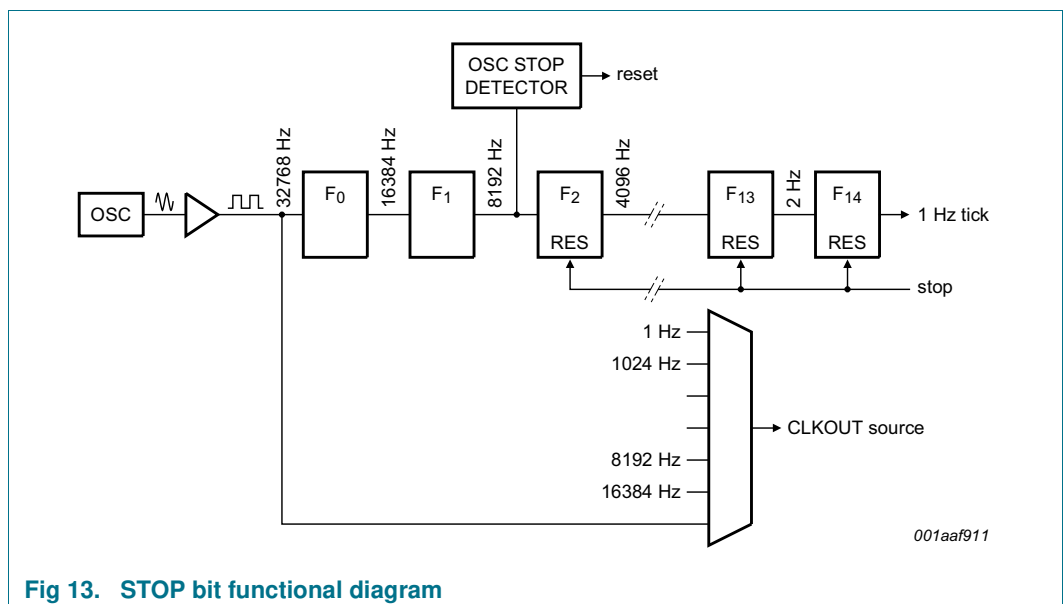 OSC STOP
DETECTOR
reset
32768 Hz
16384 Hz
8192 Hz
4096 Hz
2 Hz
OSC
F0
F1
F2
RES
F13
RES
F14
RES
1 Hz tick
stop
1 Hz
1024 Hz
CLKOUT source
8192 Hz
16384 Hz
001aaf911
Fig 13. STOP bit functional diagram